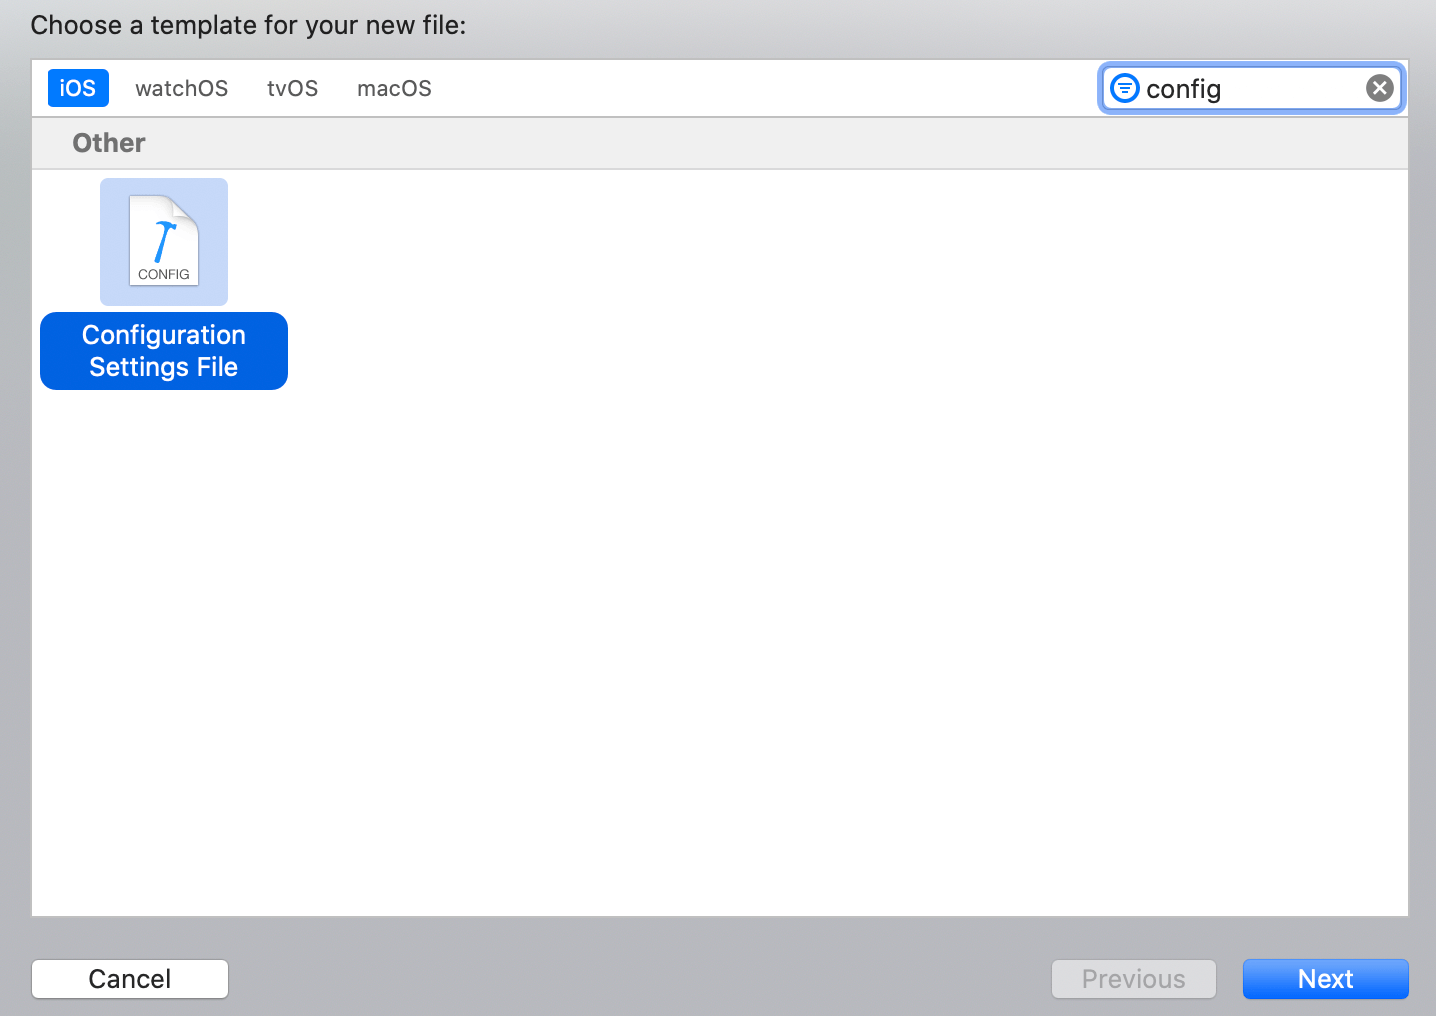 Choose a template for your new file:
iOS watchOS tvOS macOS config
Other
CONFIG
Configuration
Settings File
Cancel Previous Next